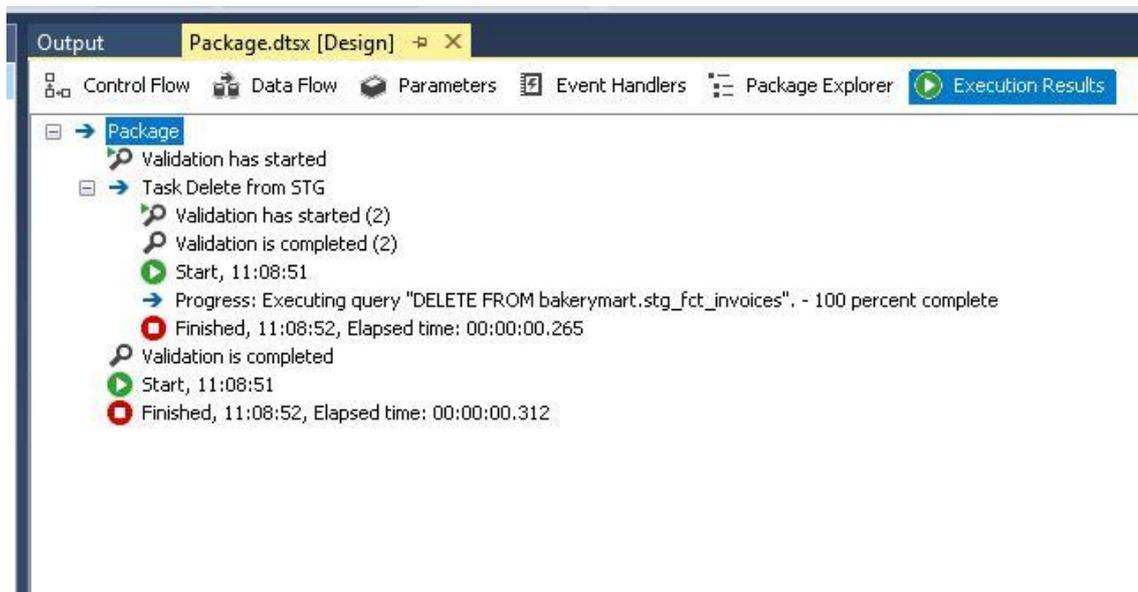 Output Package.dtsx [Design]
Control Flow Data Flow Parameters Event Handlers Package Explorer Execution Results
Package
Validation has started
Task Delete from STG
Validation has started (2)
Validation is completed (2)
Start, 11:08:51
Progress: Executing query "DELETE FROM bakerymart.stg_fct_invoices". - 100 percent complete
Finished, 11:08:52, Elapsed time: 00:00:00.265
Validation is completed
Start, 11:08:51
Finished, 11:08:52, Elapsed time: 00:00:00.312